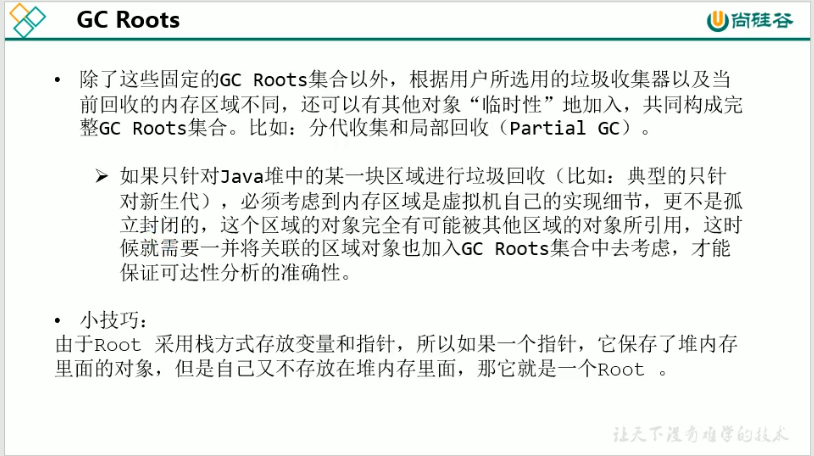 GC Roots
尚硅谷
• 除了这些固定的GC Roots集合以外，根据用户所选用的垃圾收集器以及当
前回收的内存区域不同，还可以有其他对象“临时性”地加入，共同构成完
整GC Roots集合。比如：分代收集和局部回收（Partial GC）。
➢ 如果只针对Java堆中的某一块区域进行垃圾回收（比如：典型的只针
对新生代），必须考虑到内存区域是虚拟机自己的实现细节，更不是孤
立封闭的，这个区域的对象完全有可能被其他区域的对象所引用，这时
候就需要一并将关联的区域对象也加入GC Roots集合中去考虑，才能
保证可达性分析的准确性。
• 小技巧：
由于Root 采用栈方式存放变量和指针，所以如果一个指针，它保存了堆内存
里面的对象，但是自己又不存放在堆内存里面，那它就是一个Root 。
让天下没有难学的技术